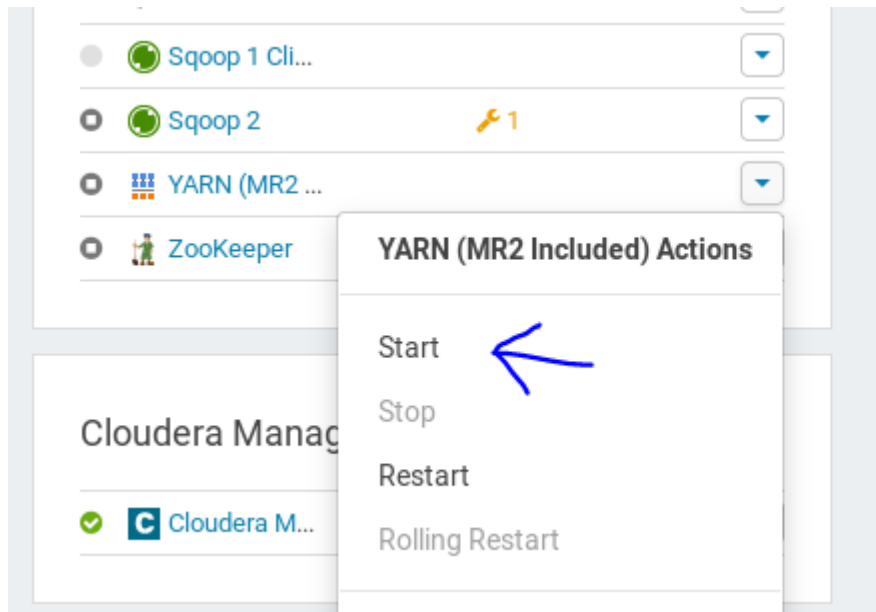 Sqoop 1 Cli...
Sqoop 2 1
YARN (MR2 ...
ZooKeeper
YARN (MR2 Included) Actions
Start
Stop
Restart
Rolling Restart
Cloudera Manag
C Cloudera M...